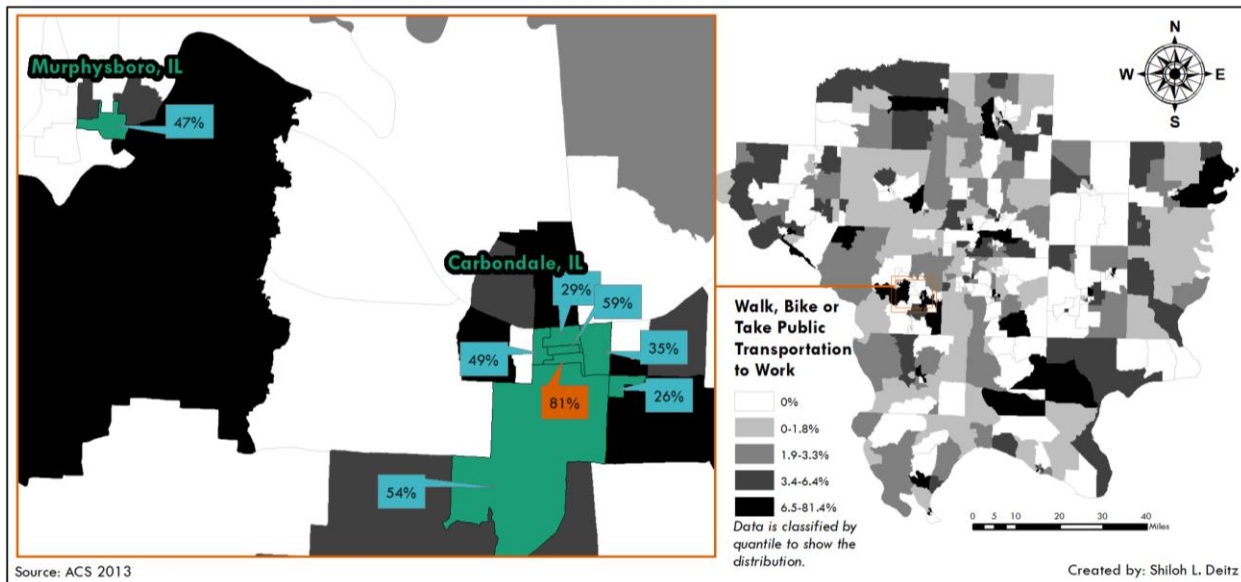 Murphysboro, IL
47%
Carbondale, IL
29%
59%
49%
35%
81%
26%
54%
N
W
E
S
Walk, Bike or
Take Public
Transportation
to Work
0%
0-1.8%
1.9-3.3%
3.4-6.4%
6.5-81.4%
Data is classified by
quantile to show the
distribution.
0 5 10 20 30 40
Miles
Source: ACS 2013
Created by: Shiloh L. Deitz